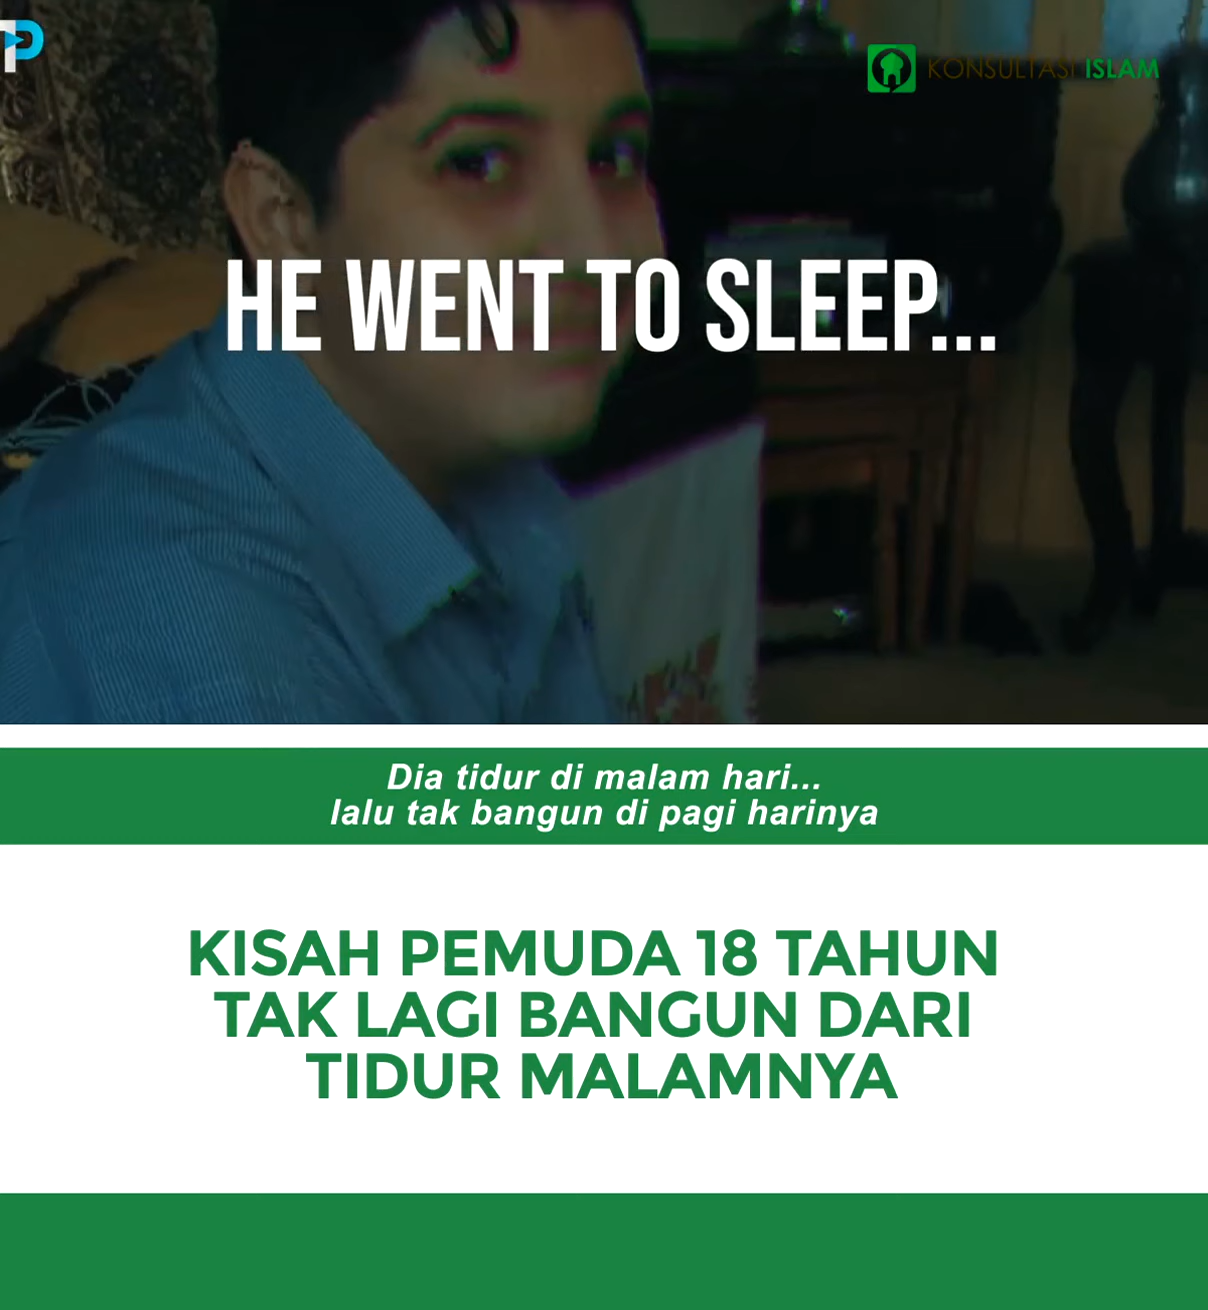 TP
KONSULTASI ISLAM
HE WENT TO SLEEP...
Dia tidur di malam hari...
lalu tak bangun di pagi harinya
KISAH PEMUDA 18 TAHUN
TAK LAGI BANGUN DARI
TIDUR MALAMNYA